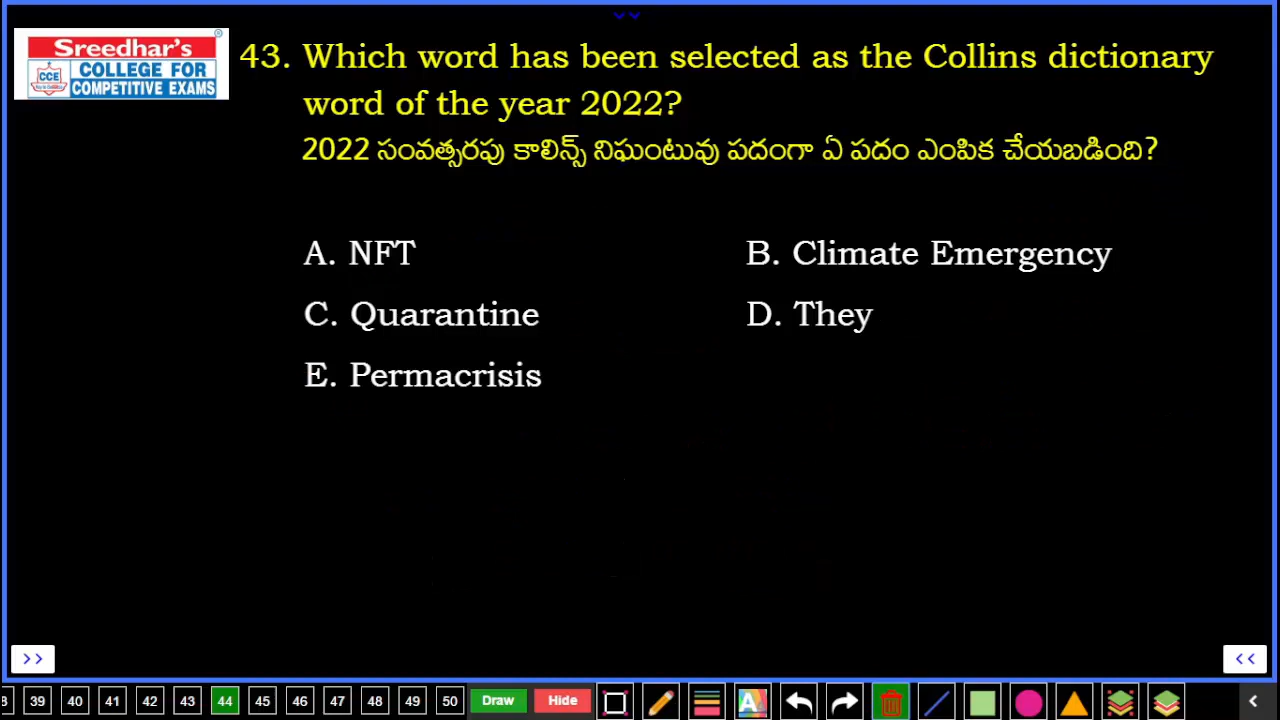 Sreedhar's
CCE
COLLEGE FOR
COMPETITIVE EXAMS
43. Which word has been selected as the Collins dictionary
word of the year 2022?
2022 సంవత్సరపు కాలిన్స్ నిఘంటువు పదంగా ఏ పదం ఎంపిక చేయబడింది?
A. NFT
B. Climate Emergency
C. Quarantine
D. They
E. Permacrisis
>>
<<
39 40 41 42 43 44 45 46 47 48 49 50 Draw Hide